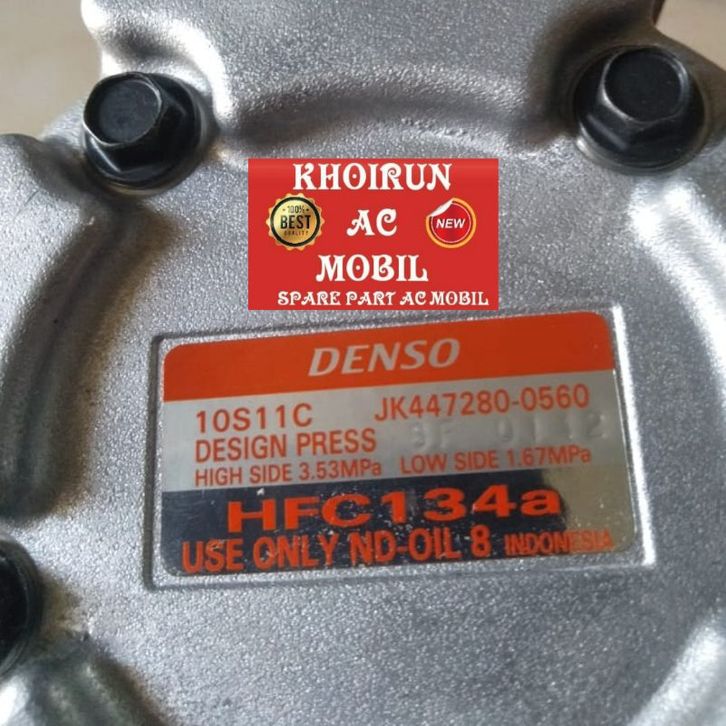 KHOIRUN
100%
BEST
QUALITY
AC
NEW
MOBIL
SPARE PART AC MOBIL
DENSO
10S11C JK447280-0560
DESIGN PRESS
HIGH SIDE 3.53MPa LOW SIDE 1.67MPa
HFC134a
USE ONLY ND-OIL 8 INDONESIA